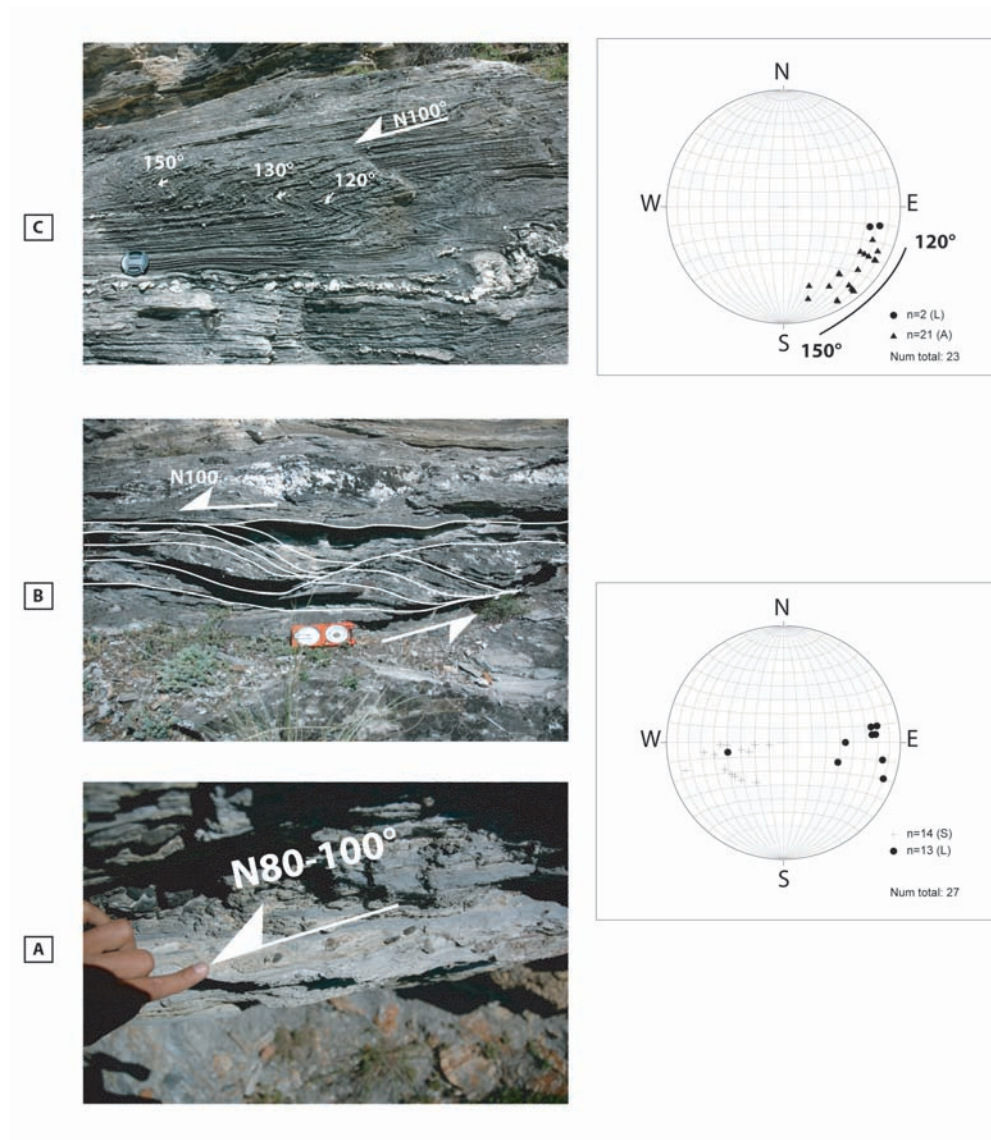 C
N100°
150°
130°
120°
N
W
E
S
120°
150°
n=2 (L)
n=21 (A)
Num total: 23
B
N100
N
W
E
S
n=14 (S)
n=13 (L)
Num total: 27
A
N80-100°